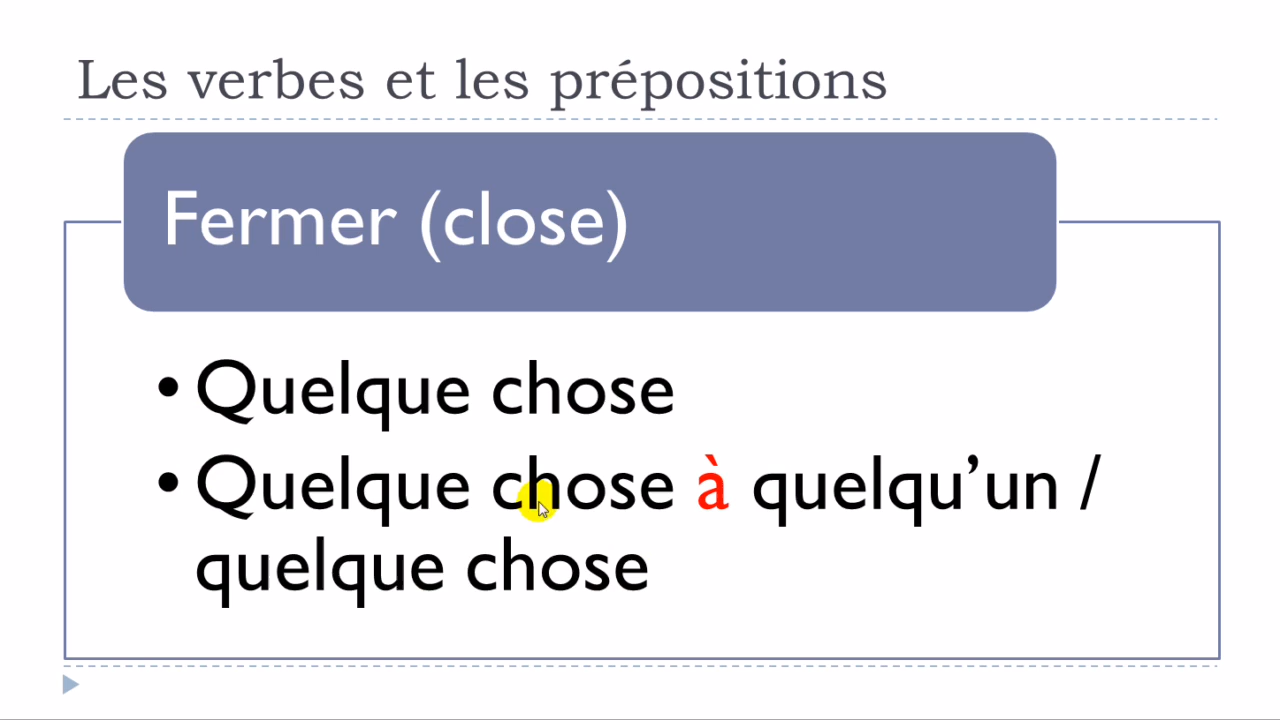 Les verbes et les prépositions
Fermer (close)
• Quelque chose
• Quelque chose à quelqu’un /
quelque chose